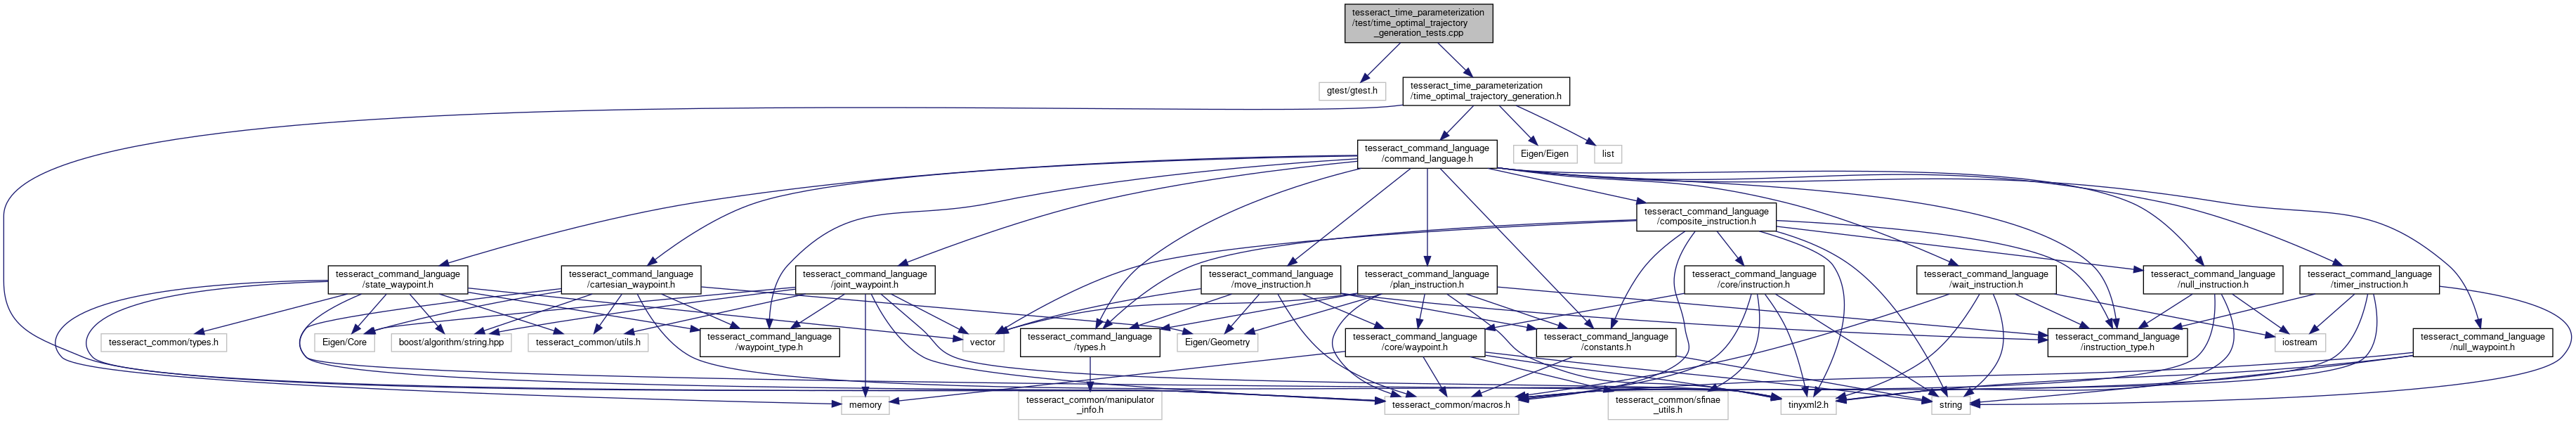 tesseract_time_parameterization
/test/time_optimal_trajectory
_generation_tests.cpp
gtest/gtest.h
tesseract_time_parameterization
/time_optimal_trajectory_generation.h
tesseract_command_language
/command_language.h
Eigen/Eigen
list
tesseract_command_language
/composite_instruction.h
tesseract_command_language
/state_waypoint.h
tesseract_command_language
/cartesian_waypoint.h
tesseract_command_language
/joint_waypoint.h
tesseract_command_language
/move_instruction.h
tesseract_command_language
/plan_instruction.h
tesseract_command_language
/core/instruction.h
tesseract_command_language
/wait_instruction.h
tesseract_command_language
/null_instruction.h
tesseract_command_language
/timer_instruction.h
tesseract_common/types.h
Eigen/Core
boost/algorithm/string.hpp
tesseract_common/utils.h
tesseract_command_language
/waypoint_type.h
vector
tesseract_command_language
/types.h
Eigen/Geometry
tesseract_command_language
/core/waypoint.h
tesseract_command_language
/constants.h
tesseract_command_language
/instruction_type.h
iostream
tesseract_command_language
/null_waypoint.h
memory
tesseract_common/manipulator
_info.h
tesseract_common/macros.h
tesseract_common/sfinae
_utils.h
tinyxml2.h
string